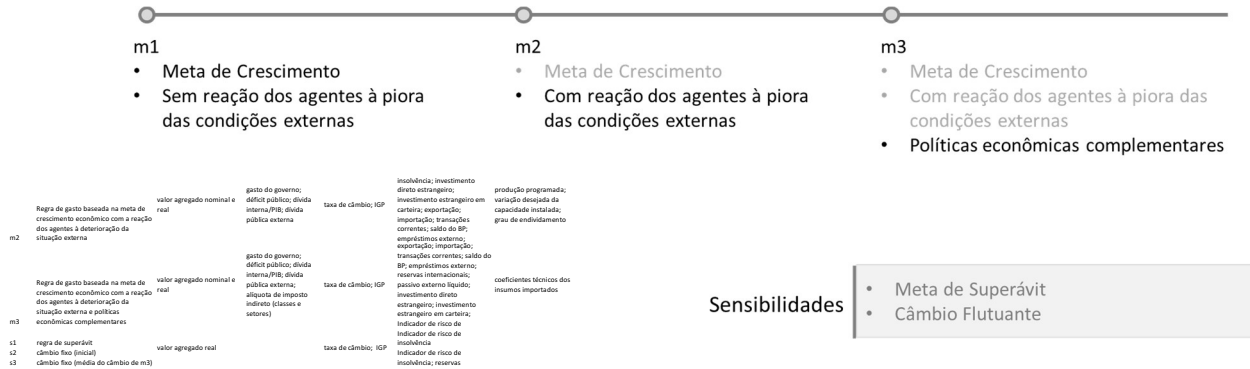 m1
• Meta de Crescimento
• Sem reação dos agentes à piora
das condições externas
m2
• Meta de Crescimento
• Com reação dos agentes à piora
das condições externas
m3
• Meta de Crescimento
• Com reação dos agentes à piora das
condições externas
• Políticas econômicas complementares
m2
Regra de gasto baseada na meta de
crescimento econômico com a reação
dos agentes à deterioração da
situação externa
valor agregado nominal e
real
gasto do governo;
déficit público; dívida
interna/PIB; dívida
pública externa
taxa de câmbio; IGP
insolvência; investimento
direto estrangeiro;
investimento estrangeiro em
carteira; exportação;
importação; transações
correntes; saldo do BP;
empréstimos externo;
produção programada;
variação desejada da
capacidade instalada;
grau de endividamento
m3
Regra de gasto baseada na meta de
crescimento econômico com a reação
dos agentes à deterioração da
situação externa e políticas
econômicas complementares
valor agregado nominal e
real
gasto do governo;
déficit público; dívida
interna/PIB; dívida
pública externa;
alíquota de imposto
indireto (classes e
setores)
taxa de câmbio; IGP
exportação; importação;
transações correntes; saldo do
BP; empréstimos externo;
reservas internacionais;
passivo externo líquido;
investimento direto
estrangeiro; investimento
estrangeiro em carteira;
Indicador de risco de
coeficientes técnicos dos
insumos importados
s1 regra de superávit
s2 câmbio fixo (inicial)
s3 câmbio fixo (média do câmbio de m3)
valor agregado real
taxa de câmbio; IGP
Indicador de risco de
insolvência
Indicador de risco de
insolvência; reservas
Sensibilidades
• Meta de Superávit
• Câmbio Flutuante